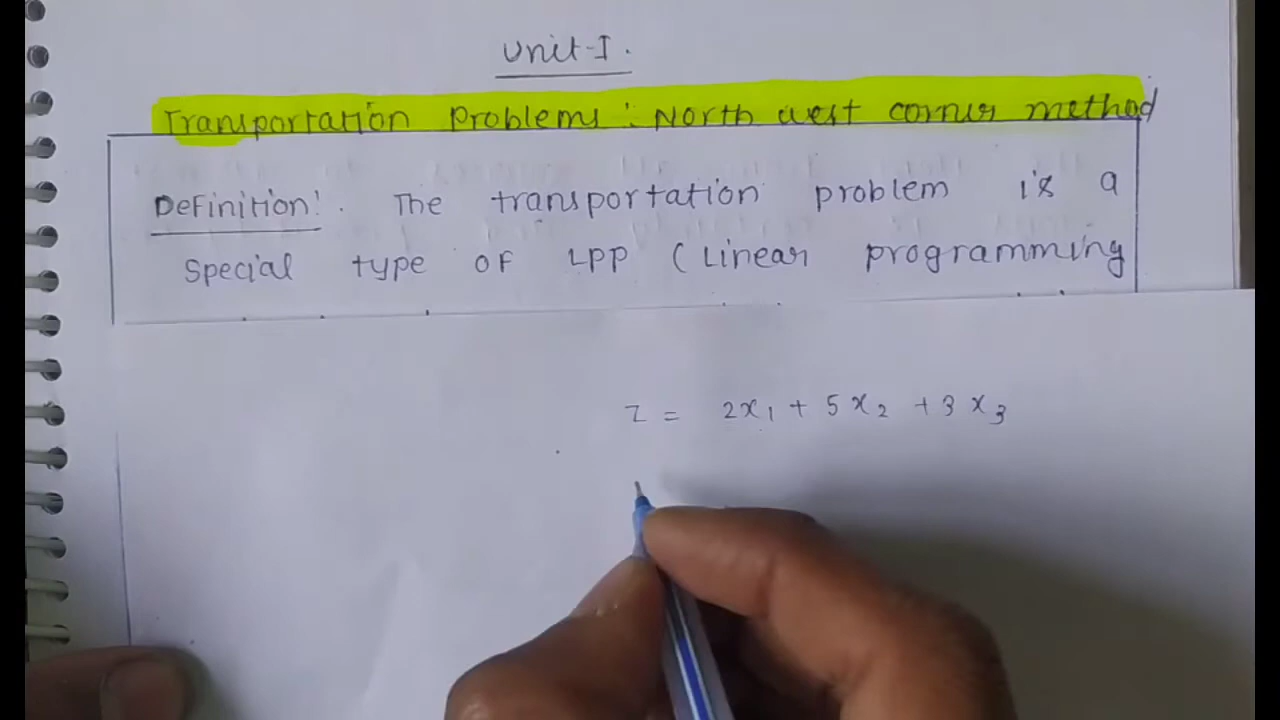 Unit-I.
Transportation Problems: North west corner method
Definition:. The transportation problem is a
special type of LPP (Linear programming
Z = 2x₁ + 5x₂ + 3x₃